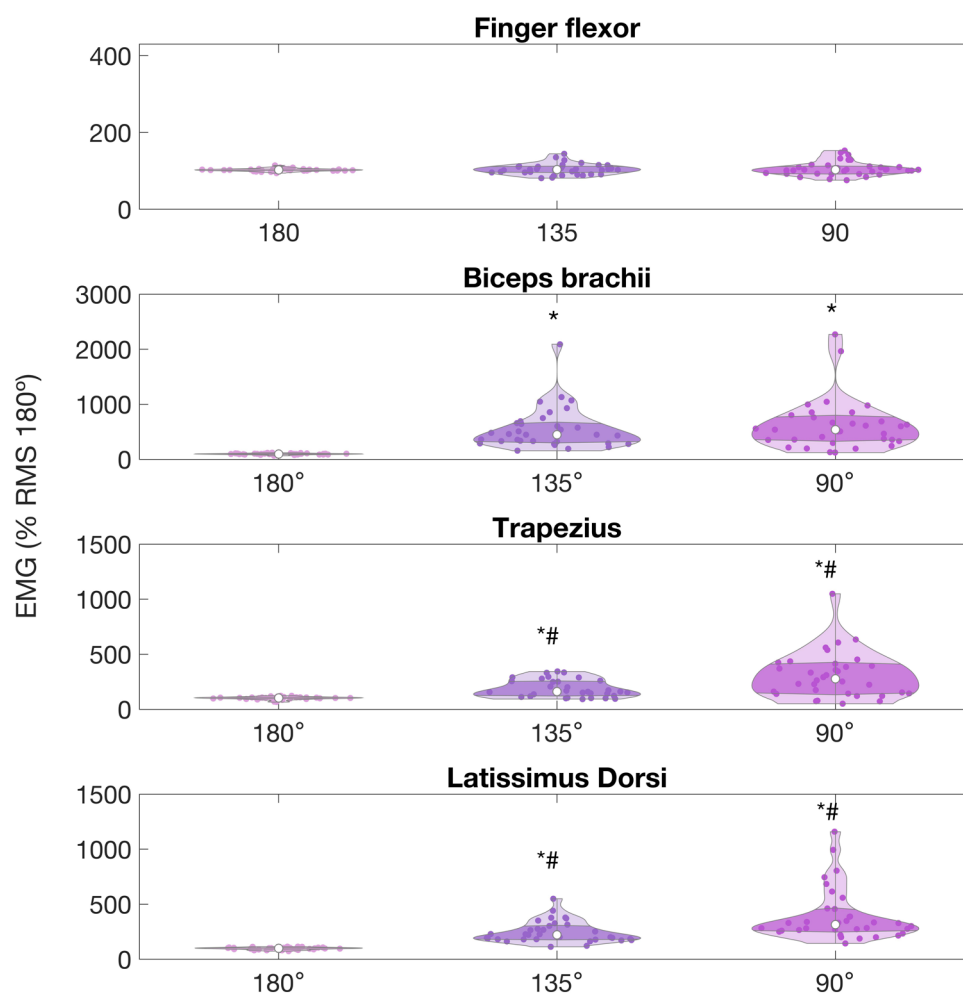 Finger flexor
400
200
0
180 135 90
Biceps brachii
3000
* *
2000
1000
0
180° 135° 90°
EMG (% RMS 180°)
Trapezius
1500
*#
1000
*#
500
0
180° 135° 90°
Latissimus Dorsi
1500
*#
1000
*#
500
0
180° 135° 90°